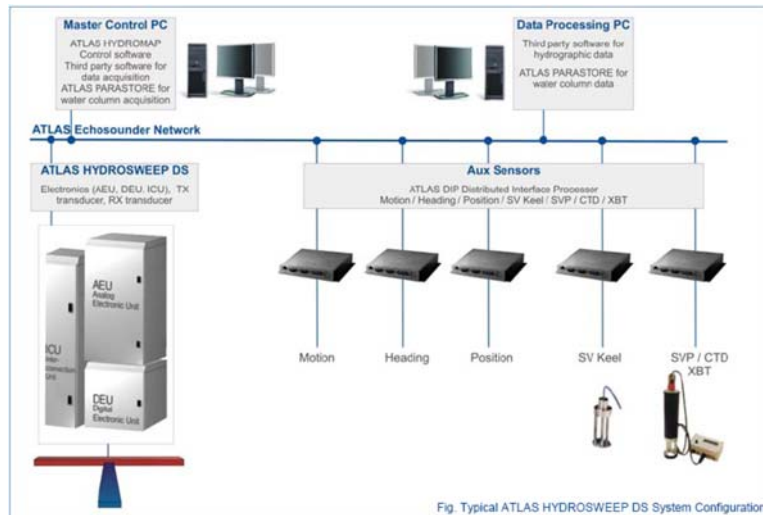 Master Control PC
ATLAS HYDROMAP
Control software
Third party software for
data acquisition
ATLAS PARASTORE for
water column acquisition
Data Processing PC
Third party software for
hydrographic data
ATLAS PARASTORE for
water column data
ATLAS Echosounder Network
ATLAS HYDROSWEEP DS
Electronics (AEU, DEU, ICU), TX
transducer, RX transducer
Aux Sensors
ATLAS DIP Distributed Interface Processor
Motion / Heading / Position / SV Keel / SVP / CTD / XBT
AEU
Analog
Electronic Unit
ICU
Inter-
connection
Unit
DEU
Digital
Electronic Unit
Motion
Heading
Position
SV Keel
SVP / CTD
XBT
Fig. Typical ATLAS HYDROSWEEP DS System Configuration